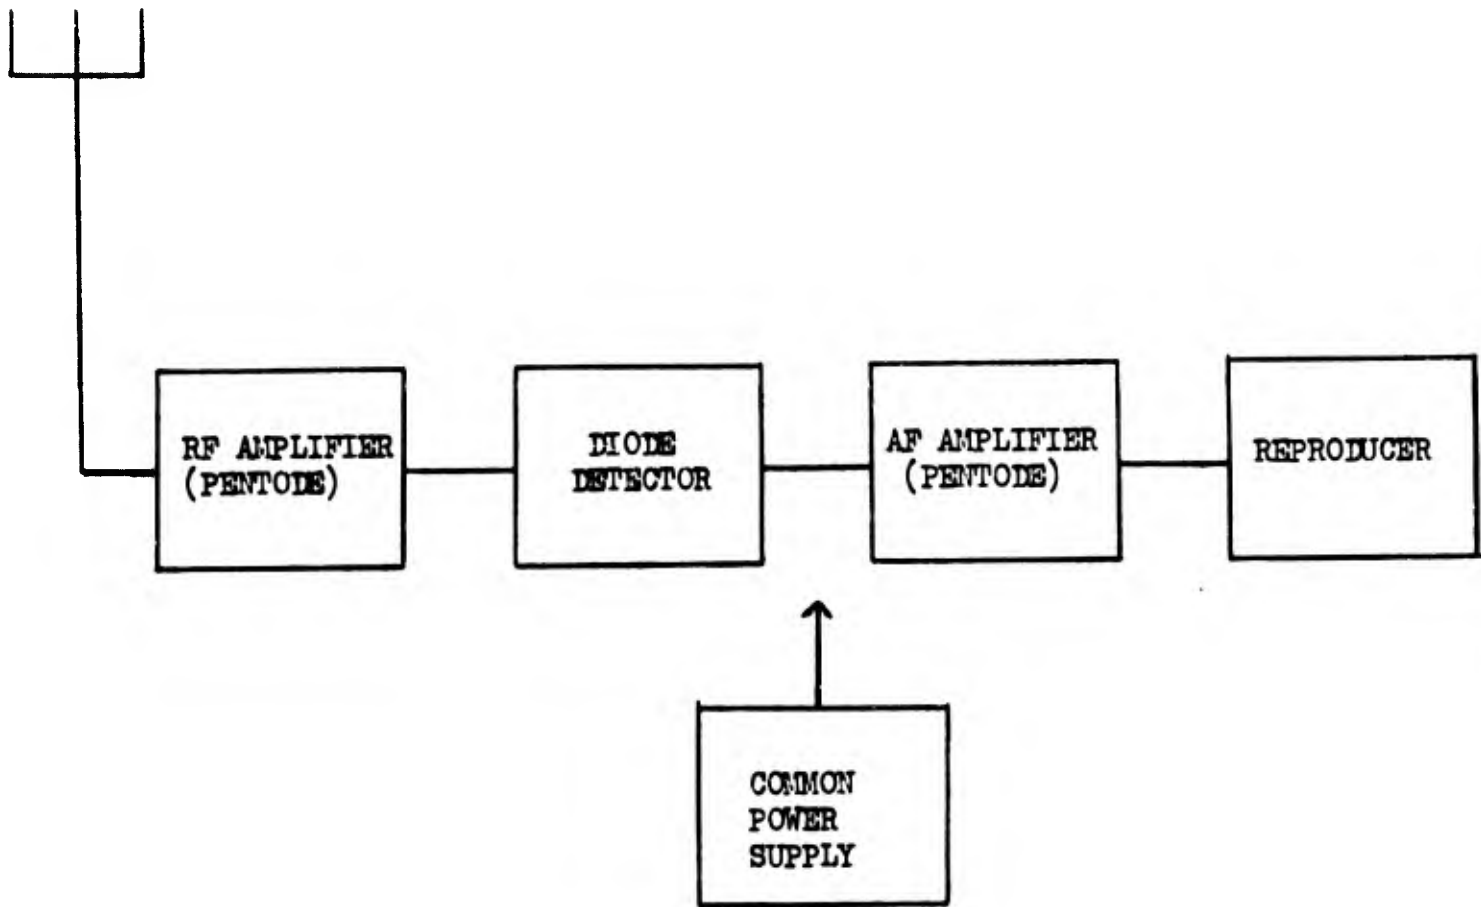 RF AMPLIFIER
(PENTODE)
DIODE
DETECTOR
AF AMPLIFIER
(PENTODE)
REPRODUCER
COMMON
POWER
SUPPLY